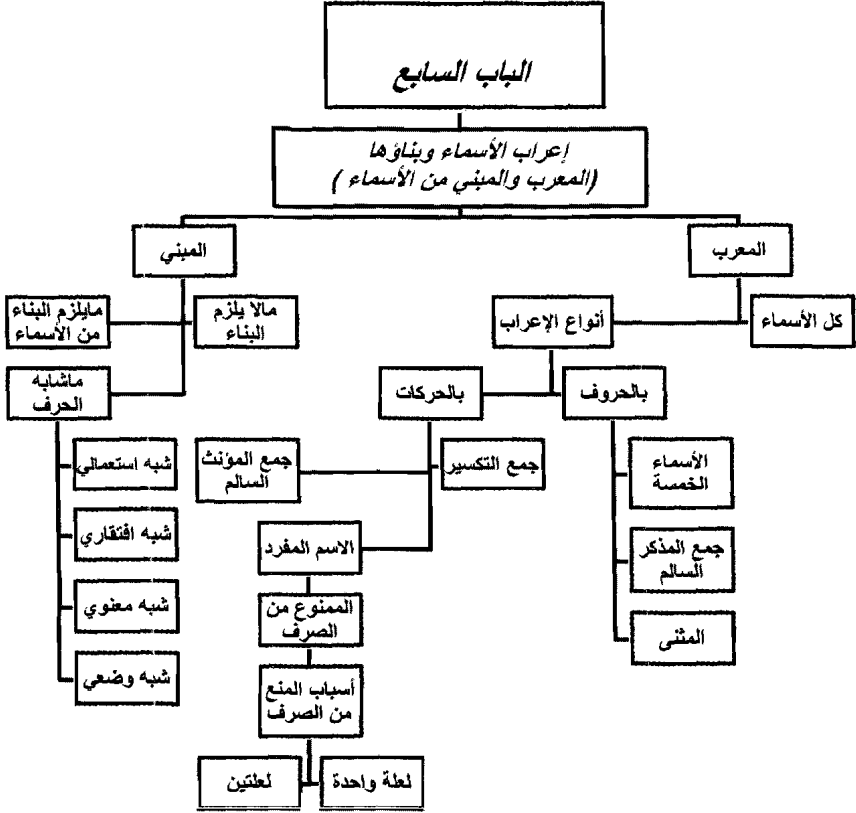 الباب السابع
إعراب الأسماء وبناؤها
(المعرب والمبني من الأسماء )
المعرب
المبني
كل الأسماء
أنواع الإعراب
مالا يلزم
البناء
مايلزم البناء
من الأسماء
بالحروف
بالحركات
ماشابه
الحرف
الأسماء
الخمسة
جمع المذكر
السالم
المثنى
جمع التكسير
جمع المؤنث
السالم
الاسم المفرد
الممنوع من
الصرف
أسباب المنع
من الصرف
لعلة واحدة
لعلتين
شبه استعمالي
شبه افتقاري
شبه معنوي
شبه وضعي